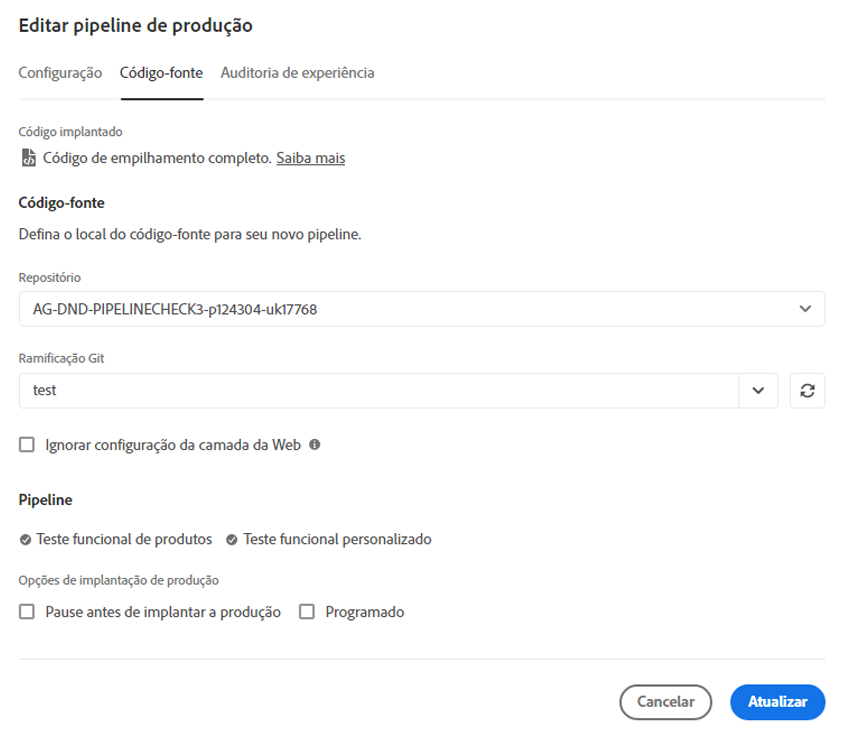 Editar pipeline de produção
Configuração Código-fonte Auditoria de experiência
Código implantado
Código de empilhamento completo. Saiba mais
Código-fonte
Defina o local do código-fonte para seu novo pipeline.
Repositório
AG-DND-PIPELINECHECK3-p124304-uk17768
Ramificação Git
test
Ignorar configuração da camada da Web
Pipeline
Teste funcional de produtos Teste funcional personalizado
Opções de implantação de produção
Pause antes de implantar a produção Programado
Cancelar Atualizar